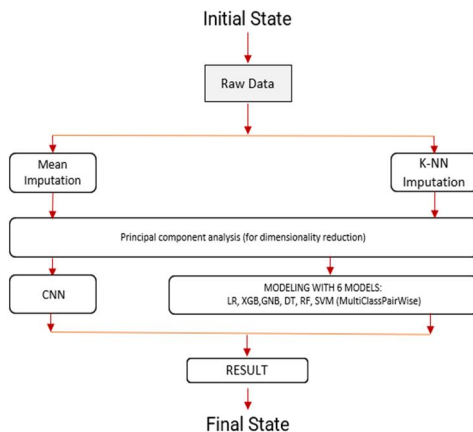 Initial State
Raw Data
Mean
Imputation
K-NN
Imputation
Principal component analysis (for dimensionality reduction)
CNN
MODELING WITH 6 MODELS:
LR, XGB,GNB, DT, RF, SVM (MultiClassPairWise)
RESULT
Final State